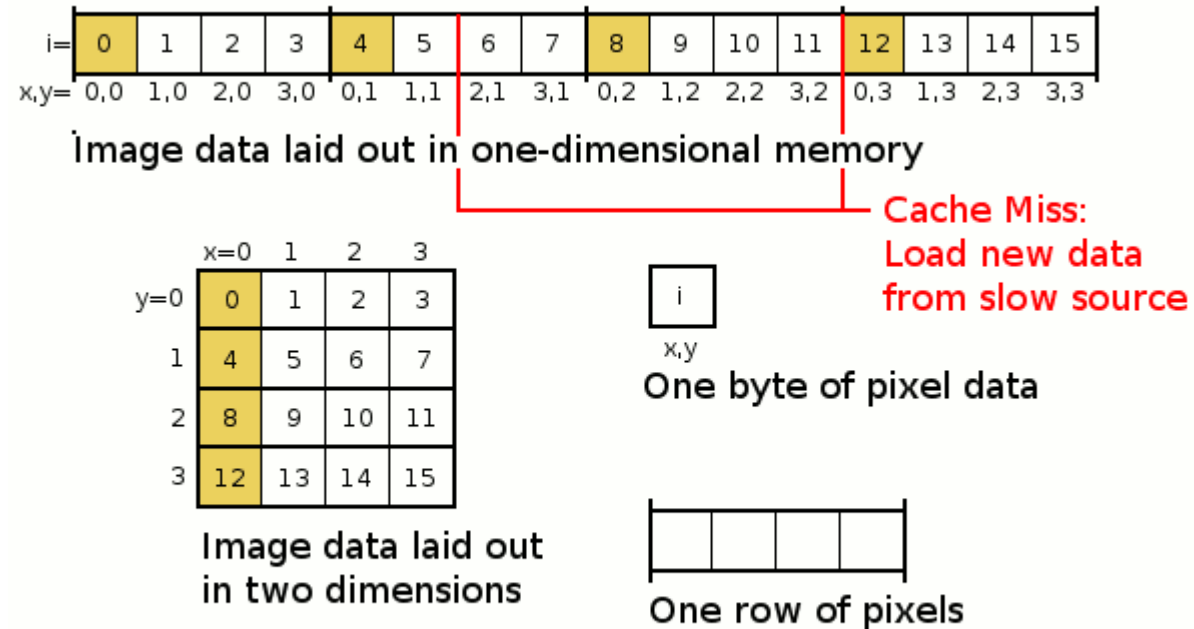 i= 0 1 2 3 4 5 6 7 8 9 10 11 12 13 14 15
x,y= 0,0 1,0 2,0 3,0 0,1 1,1 2,1 3,1 0,2 1,2 2,2 3,2 0,3 1,3 2,3 3,3
Image data laid out in one-dimensional memory
Cache Miss:
Load new data
from slow source
x=0 1 2 3
y=0 0 1 2 3
1 4 5 6 7
2 8 9 10 11
3 12 13 14 15
Image data laid out
in two dimensions
i
x,y
One byte of pixel data
One row of pixels